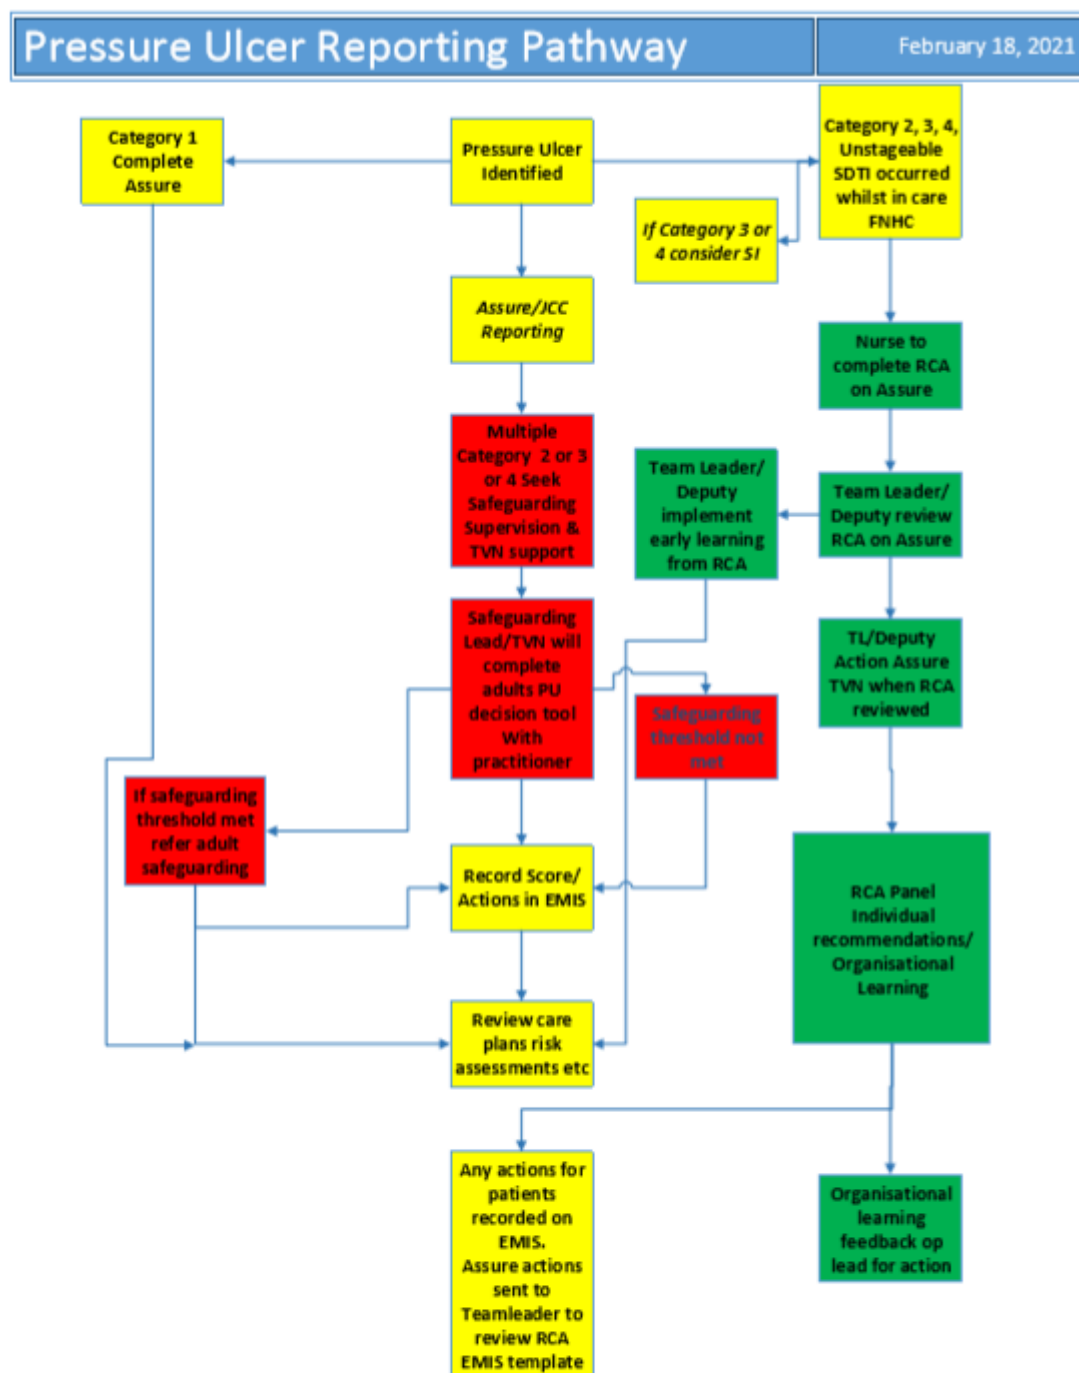 Pressure Ulcer Reporting Pathway
February 18, 2021
Category 1
Complete
Assure
Pressure Ulcer
Identified
Category 2, 3, 4,
Unstageable
SDTI occurred
whilst in care
FNHC
If Category 3 or
4 consider SI
Assure/JCC
Reporting
Nurse to
complete RCA
on Assure
Multiple
Category 2 or 3
or 4 Seek
Safeguarding
Supervision &
TVN support
Team Leader/
Deputy
implement
early learning
from RCA
Team Leader/
Deputy review
RCA on Assure
Safeguarding
Lead/TVN will
complete
adults PU
decision tool
With
practitioner
TL/Deputy
Action Assure
TVN when RCA
reviewed
Safeguarding
threshold not
met
If safeguarding
threshold met
refer adult
safeguarding
Record Score/
Actions in EMIS
RCA Panel
Individual
recommendations/
Organisational
Learning
Review care
plans risk
assessments etc
Any actions for
patients
recorded on
EMIS.
Assure actions
sent to
Teamleader to
review RCA
EMIS template
Organisational
learning
feedback op
lead for action